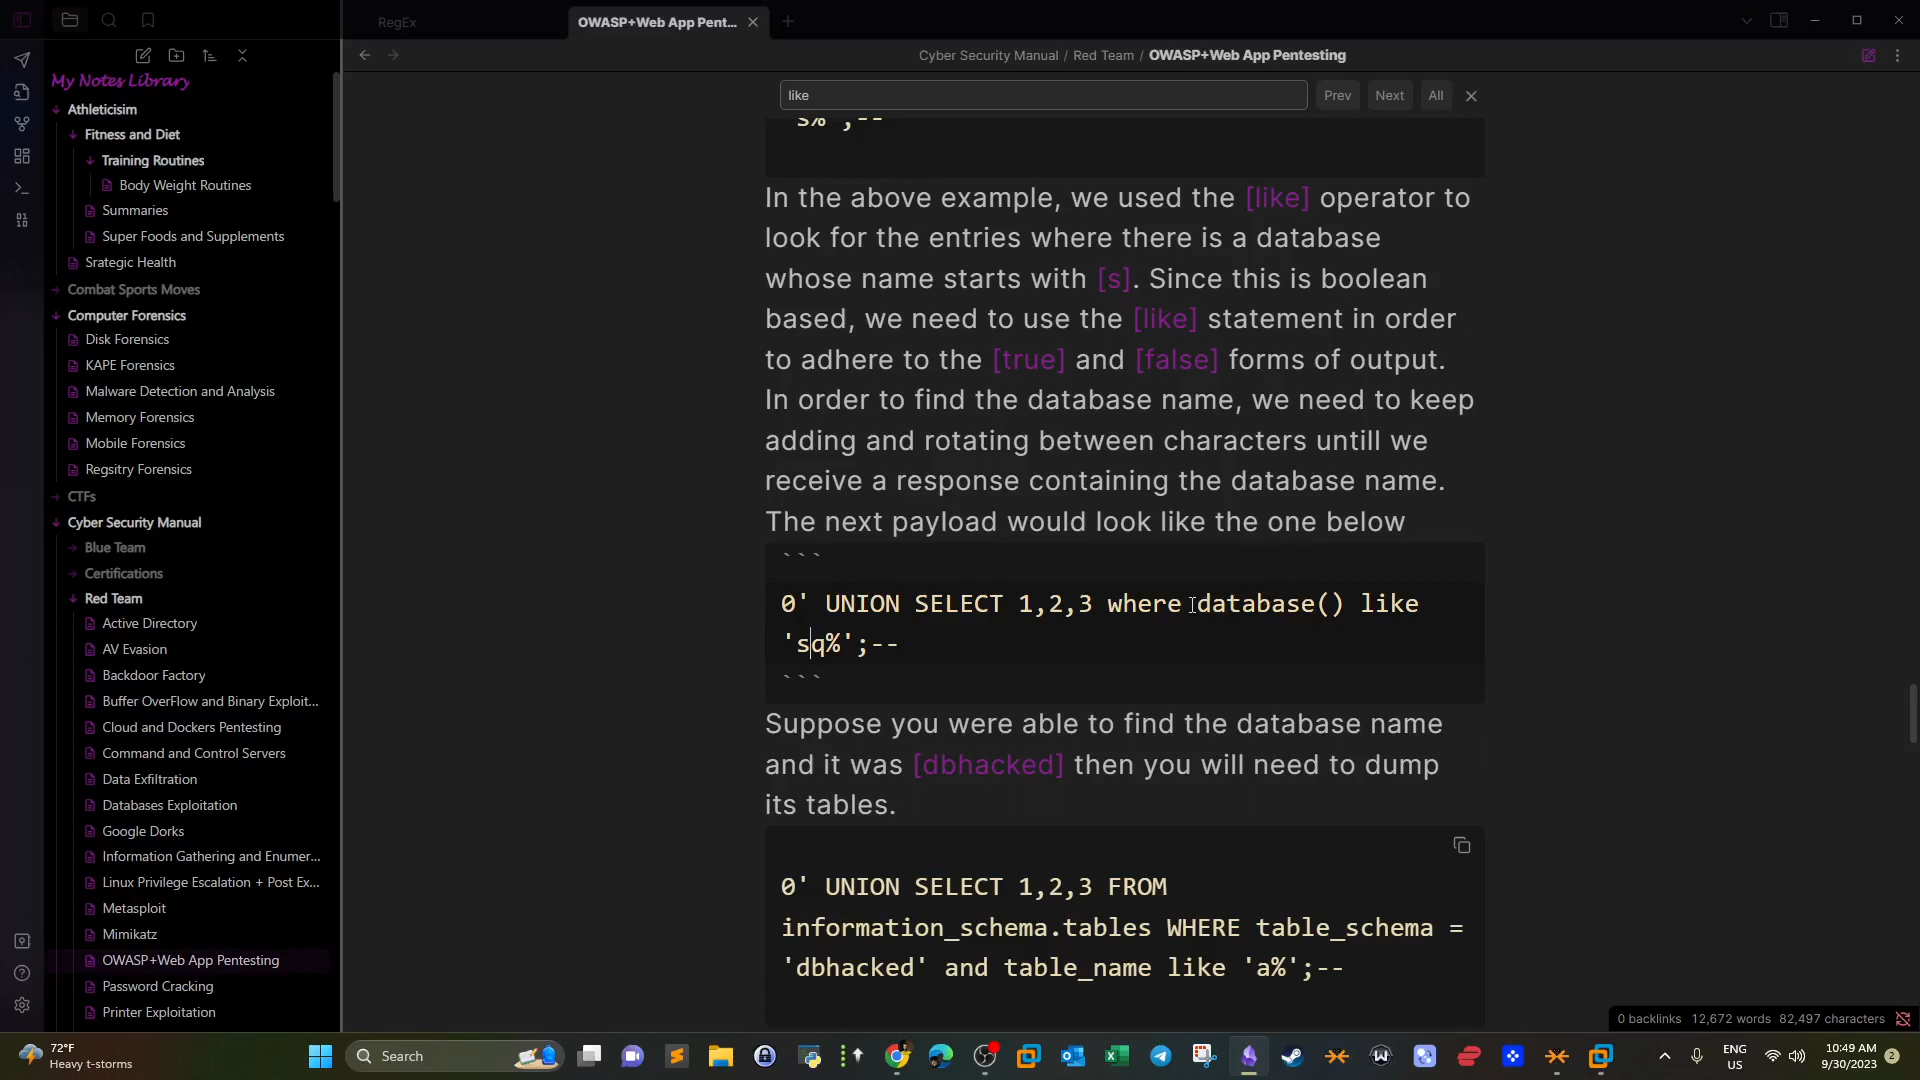 RegEx
OWASP+Web App Pent...
Cyber Security Manual / Red Team / OWASP+Web App Pentesting
My Notes Library
Athleticisim
Fitness and Diet
Training Routines
Body Weight Routines
Summaries
Super Foods and Supplements
Srategic Health
Combat Sports Moves
Computer Forensics
Disk Forensics
KAPE Forensics
Malware Detection and Analysis
Memory Forensics
Mobile Forensics
Regsitry Forensics
CTFs
Cyber Security Manual
Blue Team
Certifications
Red Team
Active Directory
AV Evasion
Backdoor Factory
Buffer OverFlow and Binary Exploit...
Cloud and Dockers Pentesting
Command and Control Servers
Data Exfiltration
Databases Exploitation
Google Dorks
Information Gathering and Enumer...
Linux Privilege Escalation + Post Ex...
Metasploit
Mimikatz
OWASP+Web App Pentesting
Password Cracking
Printer Exploitation
like
Prev
Next
All
's%';--
In the above example, we used the [like] operator to
look for the entries where there is a database
whose name starts with [s]. Since this is boolean
based, we need to use the [like] statement in order
to adhere to the [true] and [false] forms of output.
In order to find the database name, we need to keep
adding and rotating between characters untill we
receive a response containing the database name.
The next payload would look like the one below
```
0' UNION SELECT 1,2,3 where database() like
'sq%';--
```
Suppose you were able to find the database name
and it was [dbhacked] then you will need to dump
its tables.
0' UNION SELECT 1,2,3 FROM
information_schema.tables WHERE table_schema =
'dbhacked' and table_name like 'a%';--
0 backlinks 12,672 words 82,497 characters
72°F
Heavy t-storms
Search
ENG
US
10:49 AM
9/30/2023
2